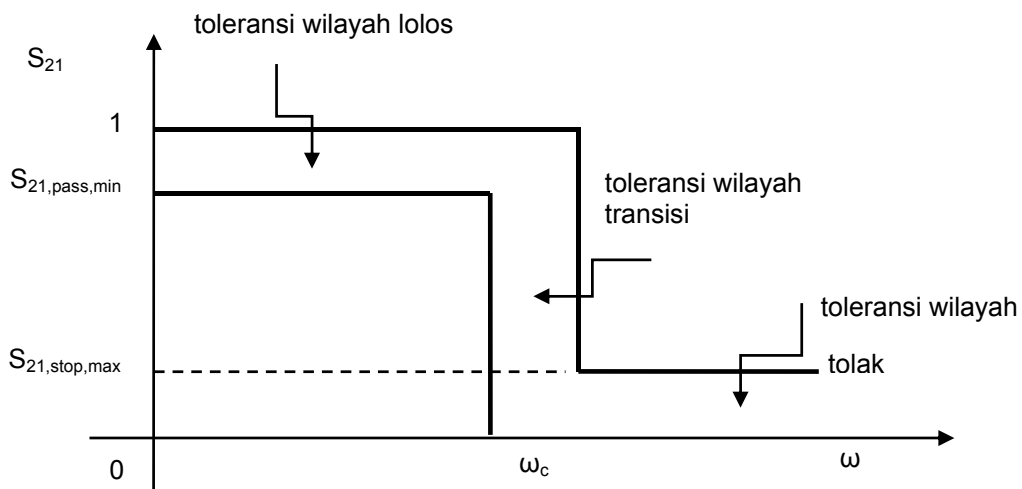 toleransi wilayah lolos
S21
1
S21,pass,min
toleransi wilayah
transisi
toleransi wilayah
tolak
S21,stop,max
0
ωc
ω